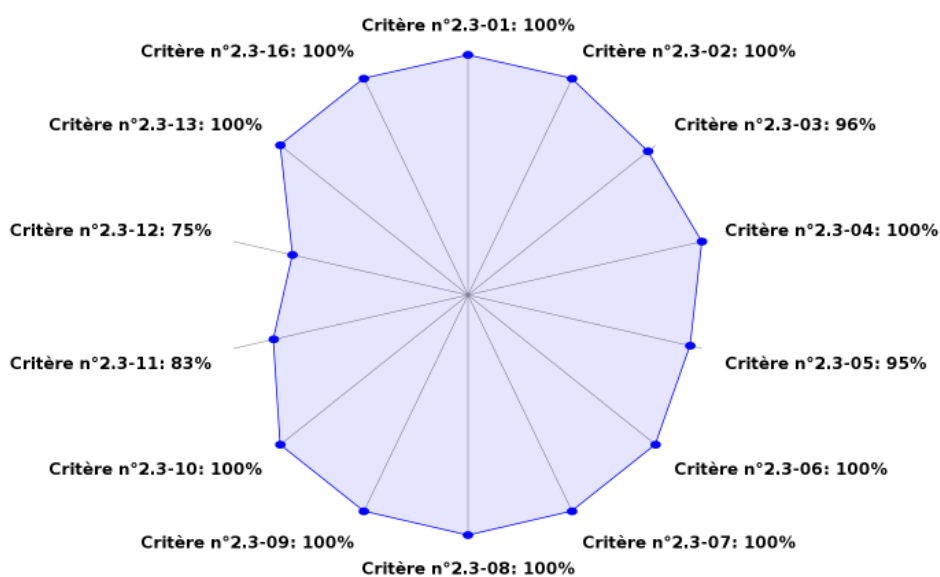 Critère n°2.3-01: 100%
Critère n°2.3-16: 100%
Critère n°2.3-02: 100%
Critère n°2.3-13: 100%
Critère n°2.3-03: 96%
Critère n°2.3-12: 75%
Critère n°2.3-04: 100%
Critère n°2.3-11: 83%
Critère n°2.3-05: 95%
Critère n°2.3-10: 100%
Critère n°2.3-06: 100%
Critère n°2.3-09: 100%
Critère n°2.3-07: 100%
Critère n°2.3-08: 100%